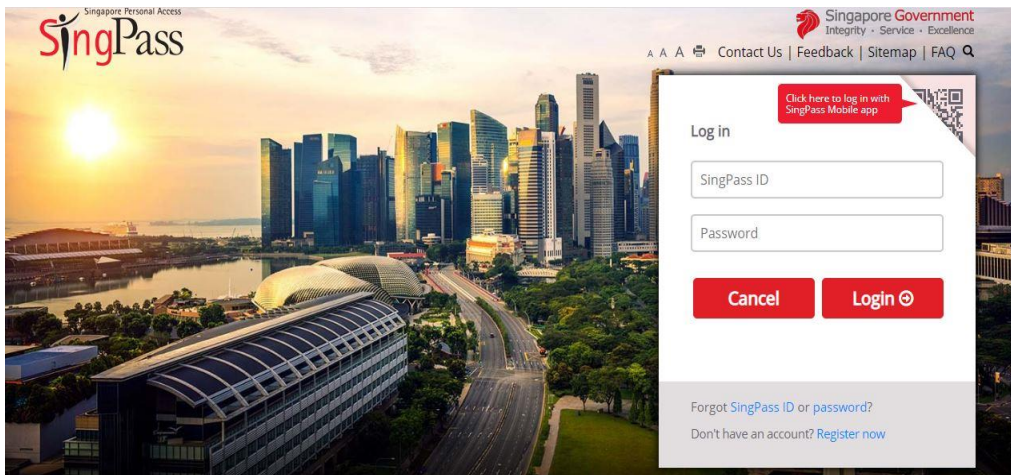 Singapore Personal Access
SingPass
Singapore Government
Integrity · Service · Excellence
A A A Contact Us | Feedback | Sitemap | FAQ
Click here to log in with
SingPass Mobile app
Log in
SingPass ID
Password
Cancel Login
Forgot SingPass ID or password?
Don't have an account? Register now